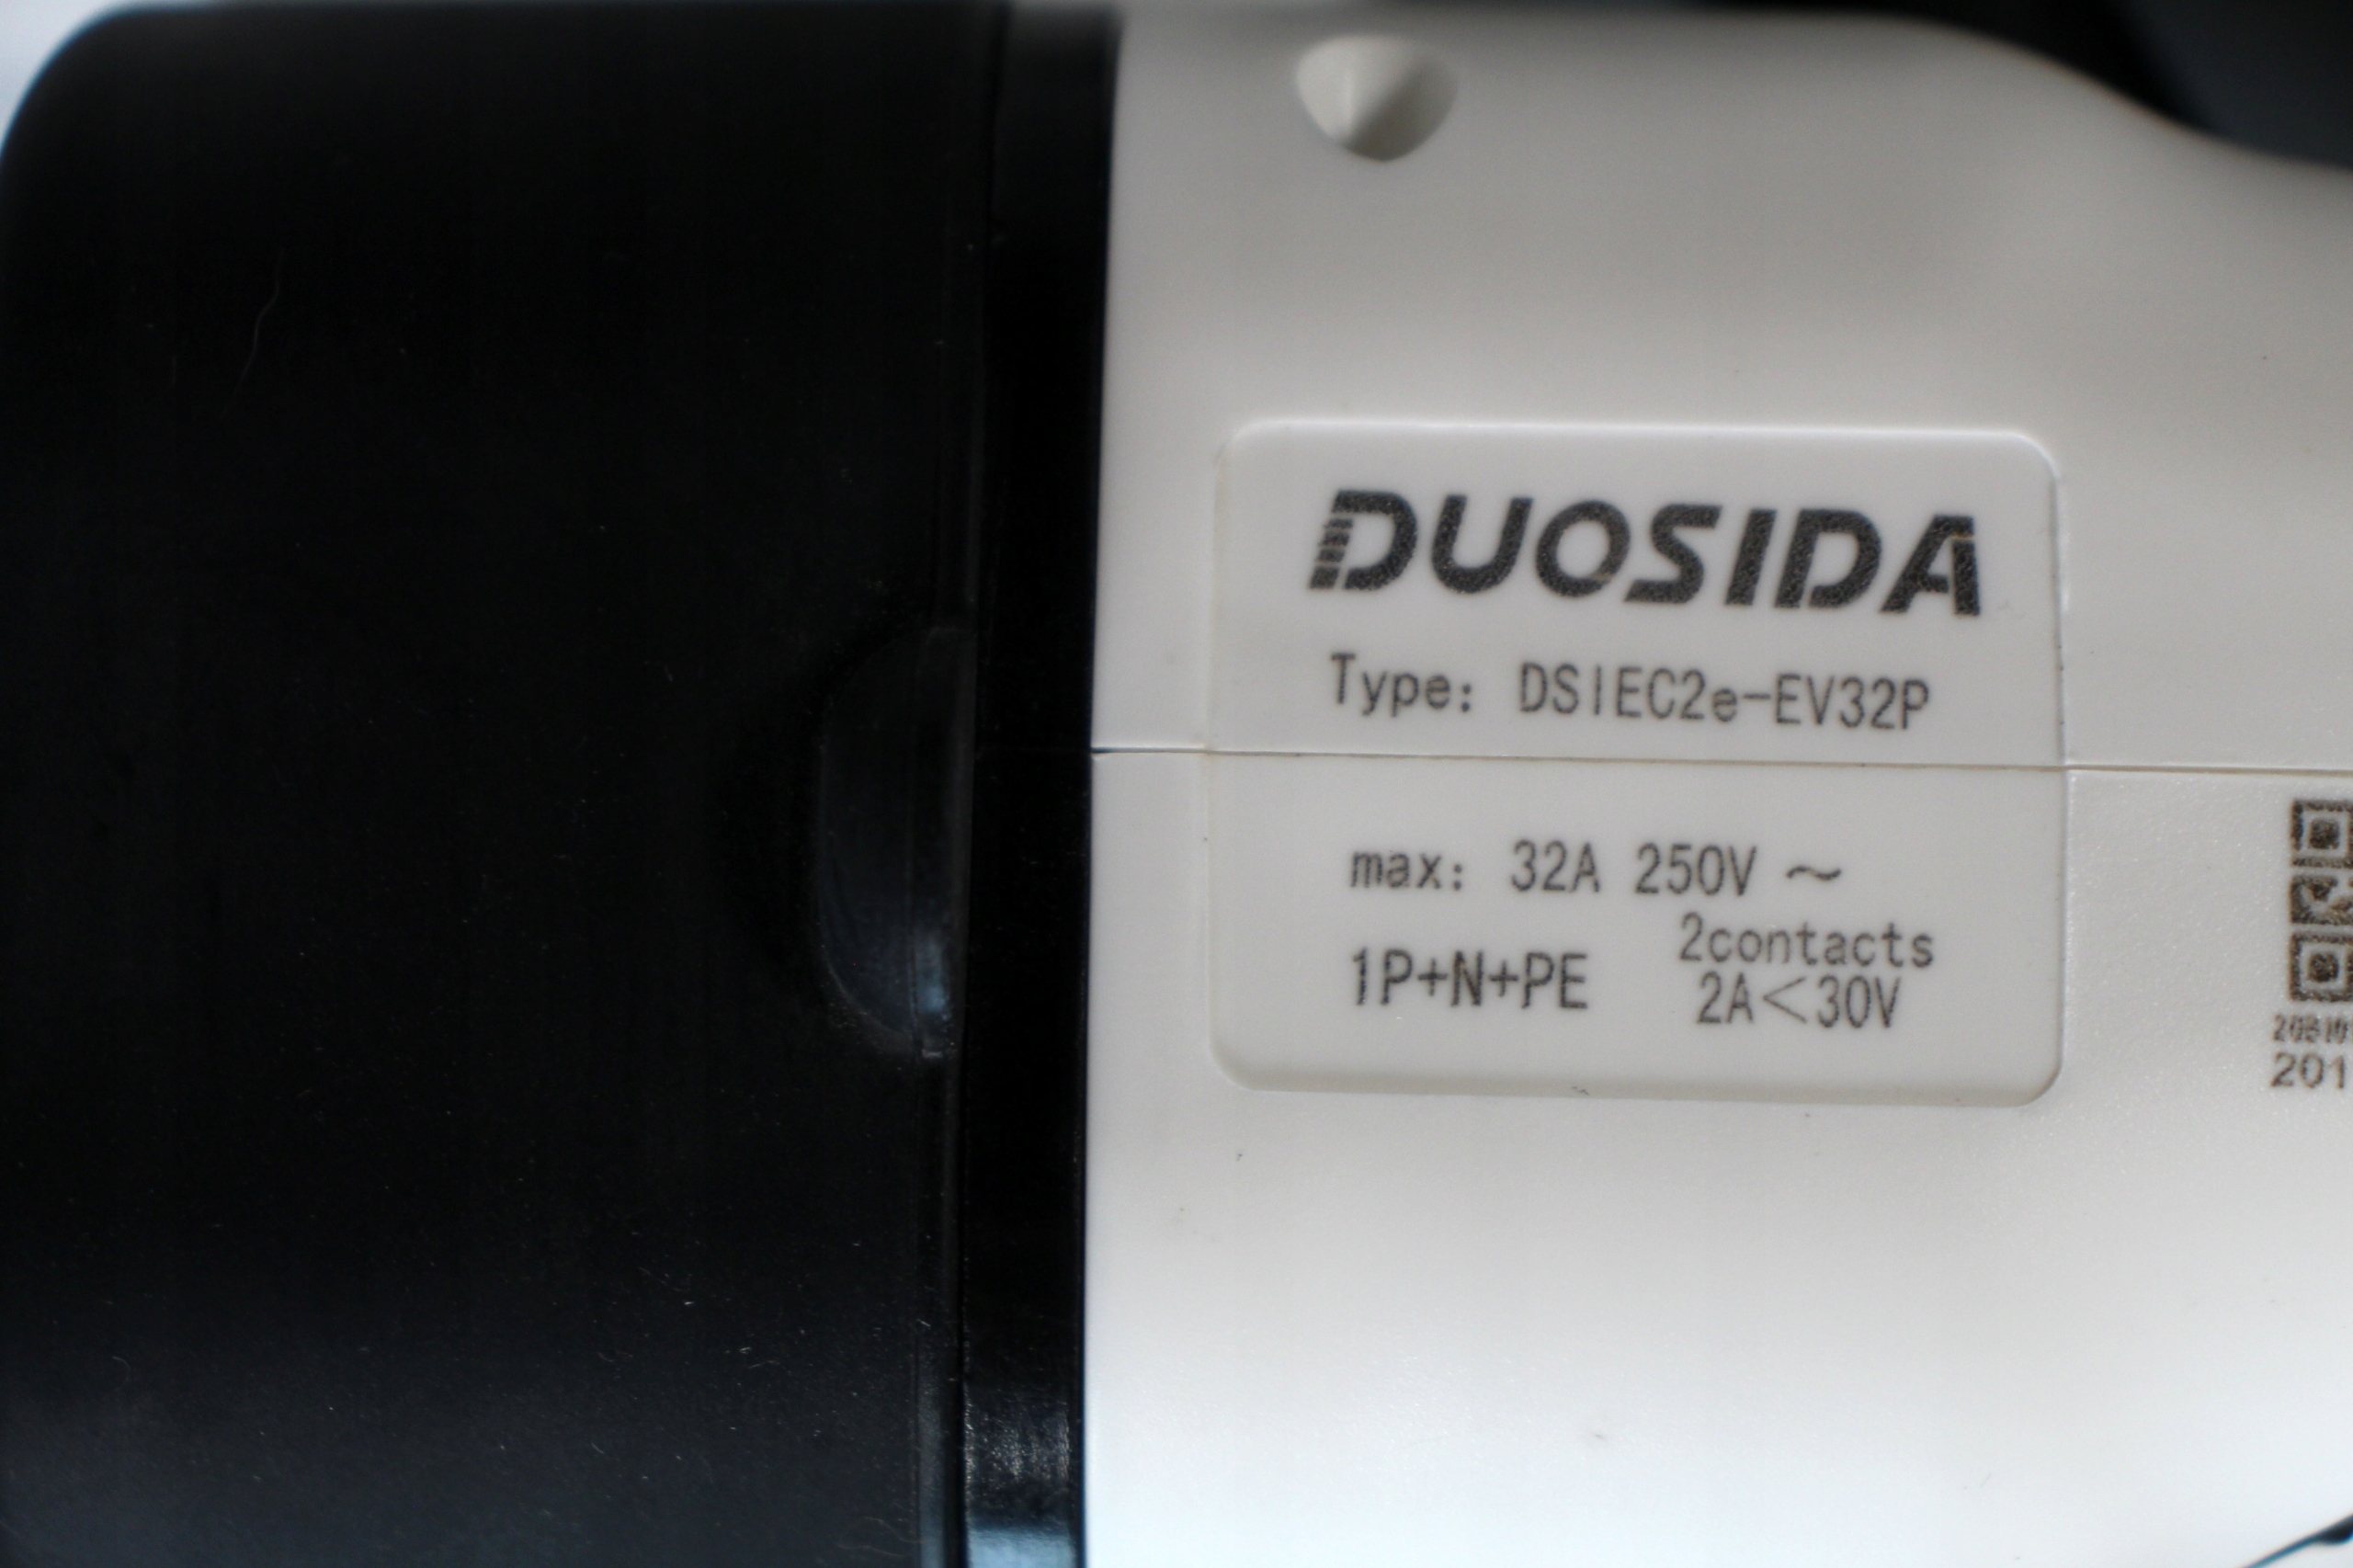 DUOSIDA
Type: DSIEC2e-EV32P
max: 32A 250V ~
1P+N+PE
2contacts
2A<30V
201